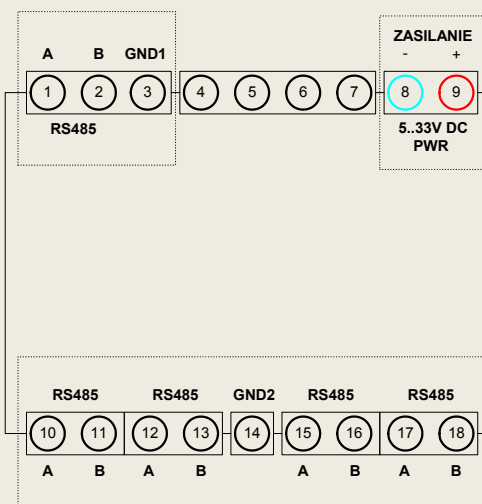 ZASILANIE
A B GND1 - +
1 2 3 4 5 6 7 8 9
RS485 5..33V DC
PWR
RS485 RS485 GND2 RS485 RS485
10 11 12 13 14 15 16 17 18
A B A B A B A B